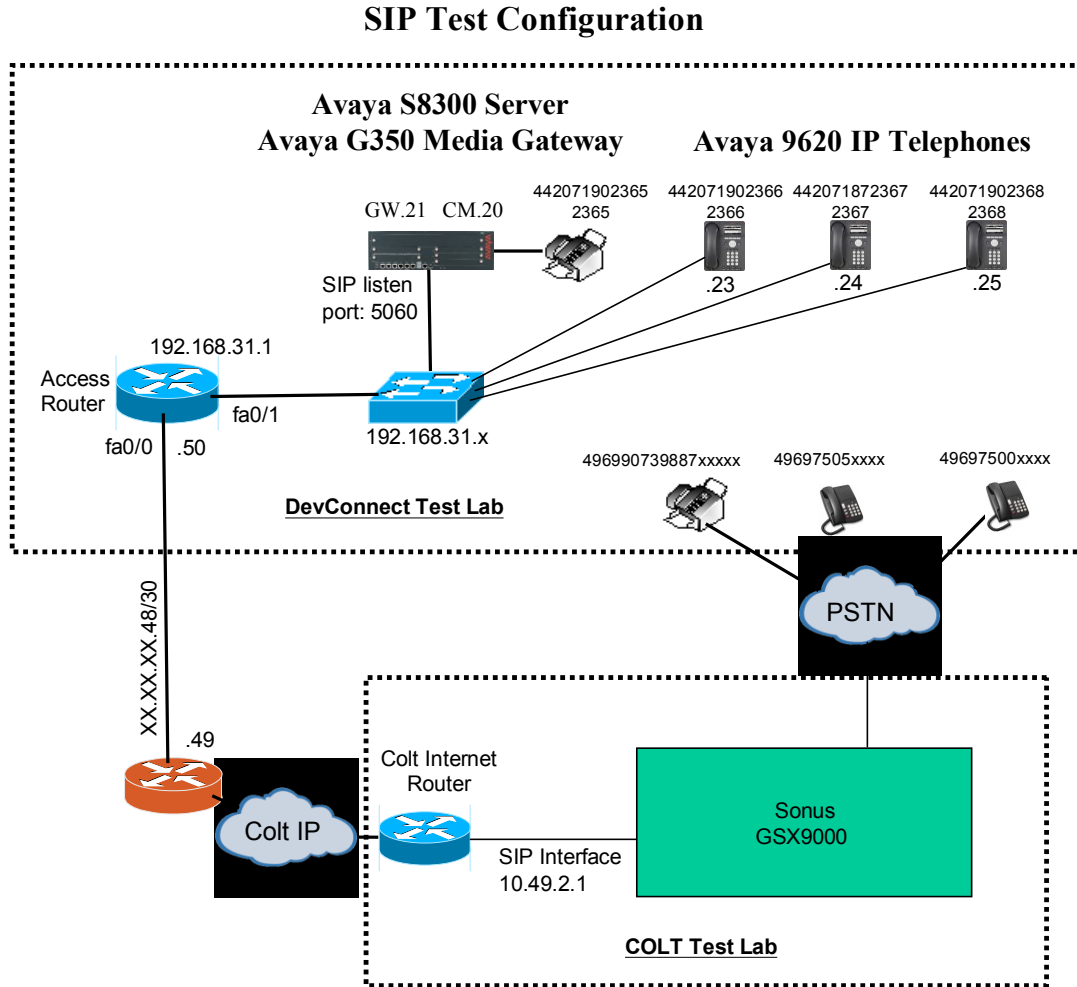 SIP Test Configuration
Avaya S8300 Server
Avaya G350 Media Gateway
Avaya 9620 IP Telephones
GW.21 CM.20
442071902365
2365
442071902366
2366
442071872367
2367
442071902368
2368
.23
.24
.25
SIP listen
port: 5060
192.168.31.1
Access
Router
fa0/1
fa0/0
.50
192.168.31.x
DevConnect Test Lab
496990739887xxxxx
49697505xxxx
49697500xxxx
PSTN
XX.XX.XX.48/30
.49
Colt IP
Colt Internet
Router
SIP Interface
10.49.2.1
Sonus
GSX9000
COLT Test Lab